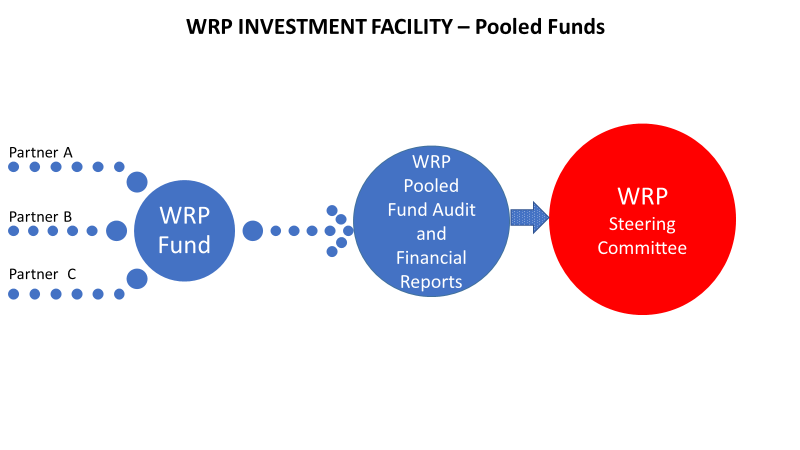 WRP INVESTMENT FACILITY – Pooled Funds
Partner A
Partner B
Partner C
WRP
Fund
WRP
Pooled
Fund Audit
and
Financial
Reports
WRP
Steering
Committee